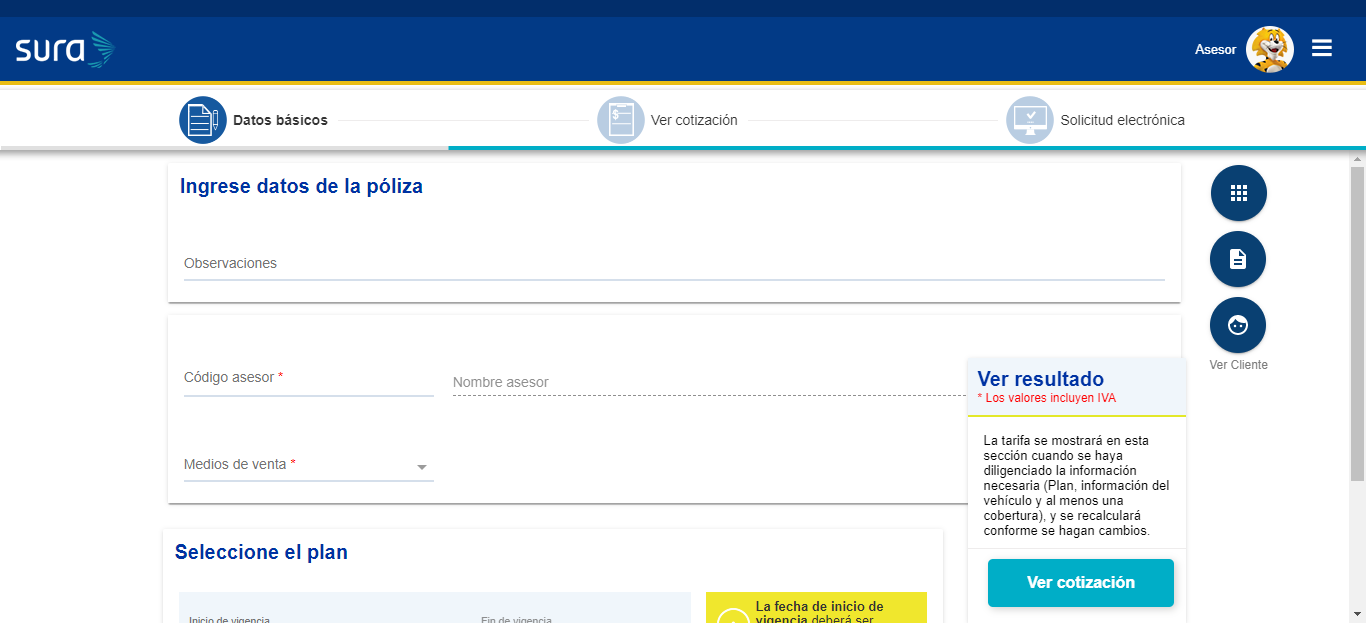 sura
Asesor
Datos básicos
Ver cotización
Solicitud electrónica
Ingrese datos de la póliza
Observaciones
Ver Cliente
Código asesor *
Nombre asesor
Medios de venta *
Ver resultado
* Los valores incluyen IVA
La tarifa se mostrará en esta
sección cuando se haya
diligenciado la información
necesaria (Plan, información del
vehículo y al menos una
cobertura), y se recalculará
conforme se hagan cambios.
Ver cotización
Seleccione el plan
Inicio de vigencia
Fin de vigencia
La fecha de inicio de
vigencia deberá ser